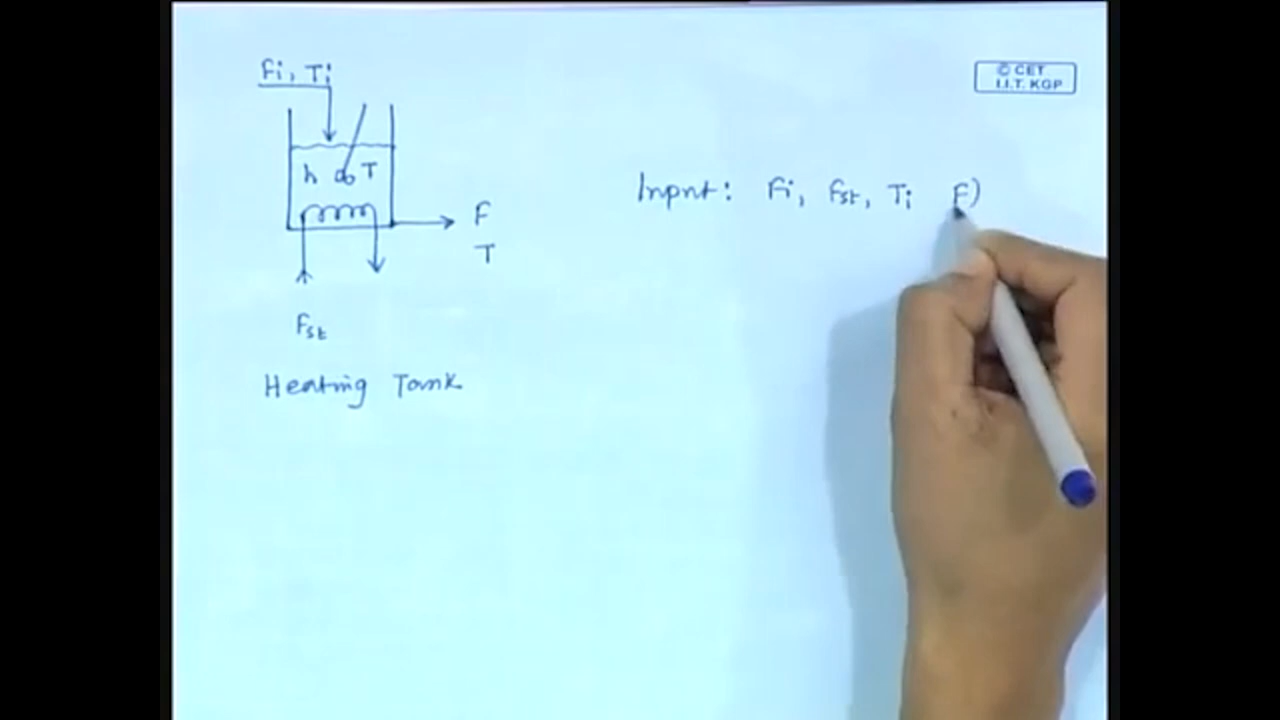 Fi, Ti
© CET
I.I.T. KGP
h T
Input: Fi, Fst, Ti F)
F
T
Fst
Heating Tank